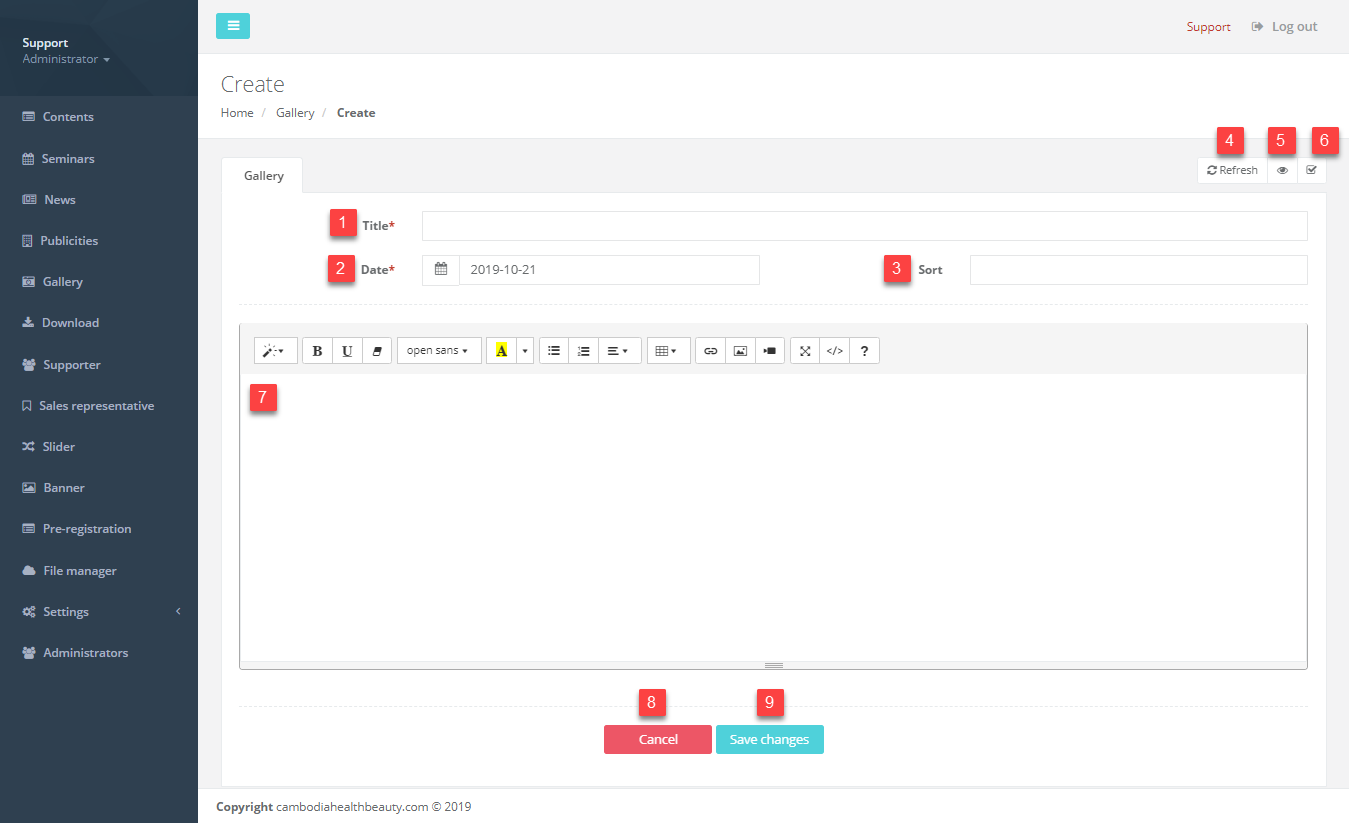 Support
Administrator
Contents
Seminars
News
Publicities
Gallery
Download
Supporter
Sales representative
Slider
Banner
Pre-registration
File manager
Settings
Administrators
Support Log out
Create
Home / Gallery / Create
4 5 6
Gallery
Refresh
1 Title*
2 Date* 2019-10-21 3 Sort
B U open sans A </> ?
7
8 9
Cancel Save changes
Copyright cambodiahealthbeauty.com © 2019